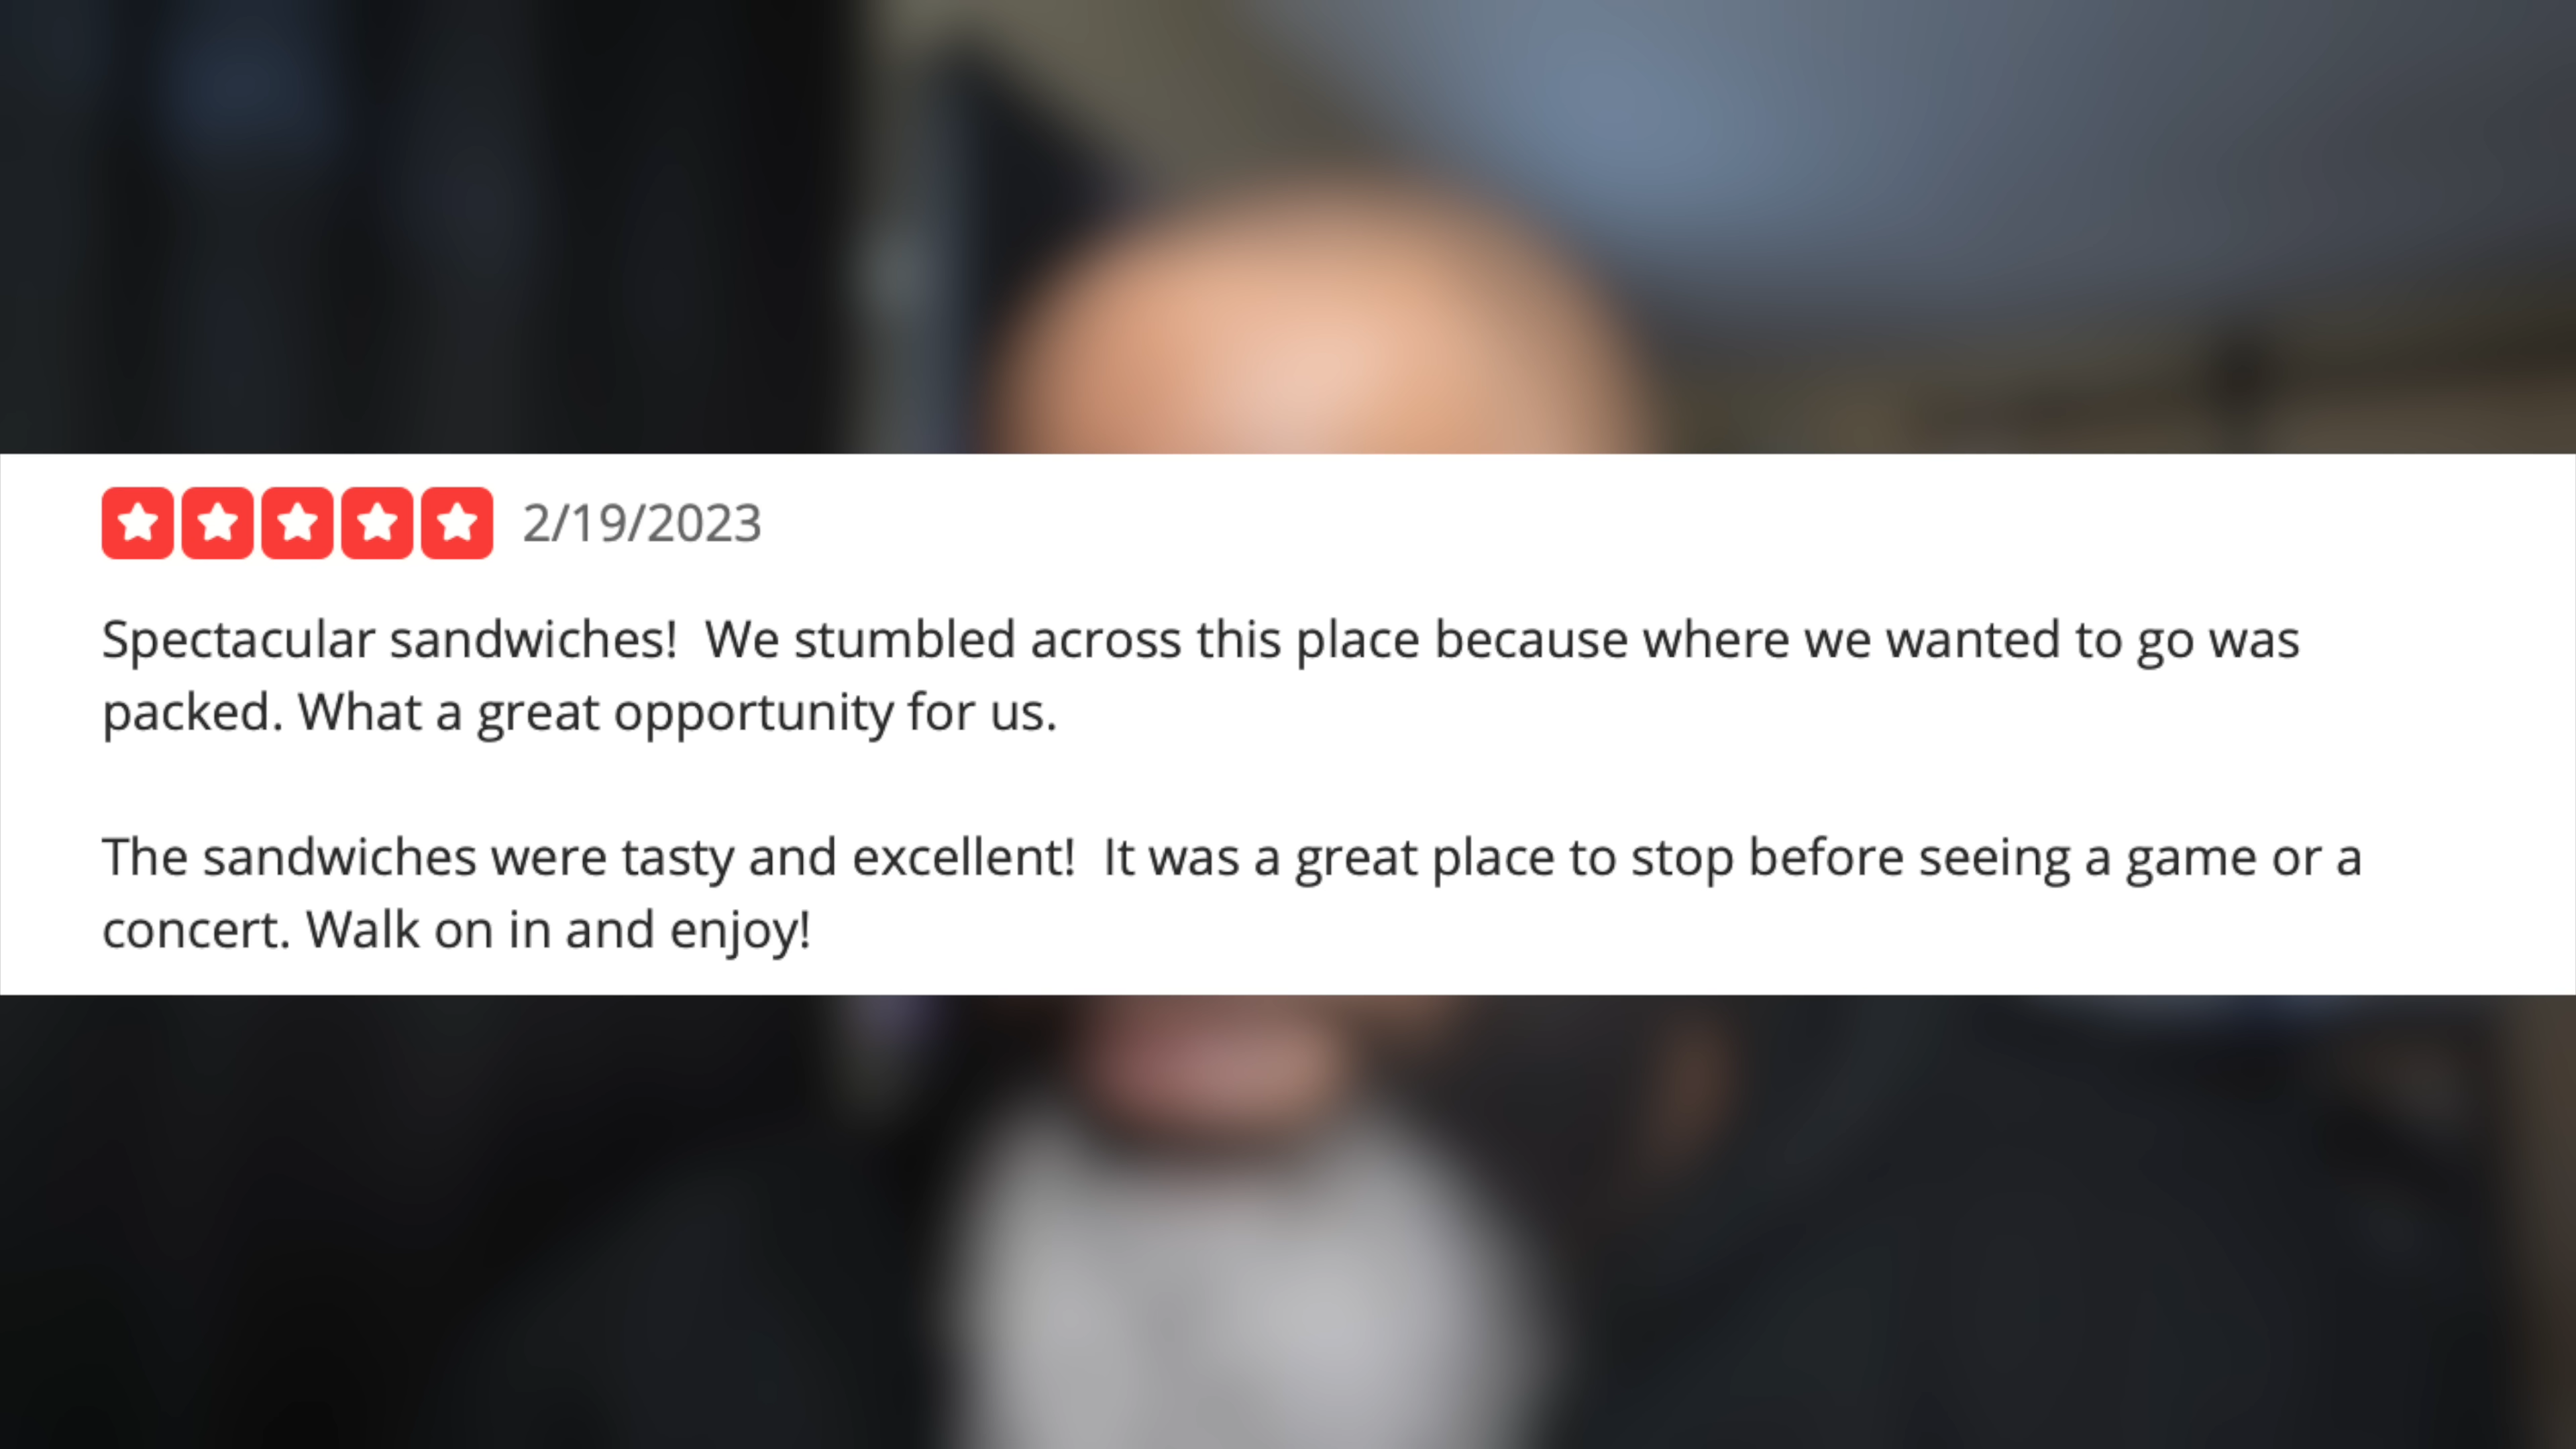 2/19/2023
Spectacular sandwiches!  We stumbled across this place because where we wanted to go was
packed. What a great opportunity for us.
The sandwiches were tasty and excellent!  It was a great place to stop before seeing a game or a
concert. Walk on in and enjoy!